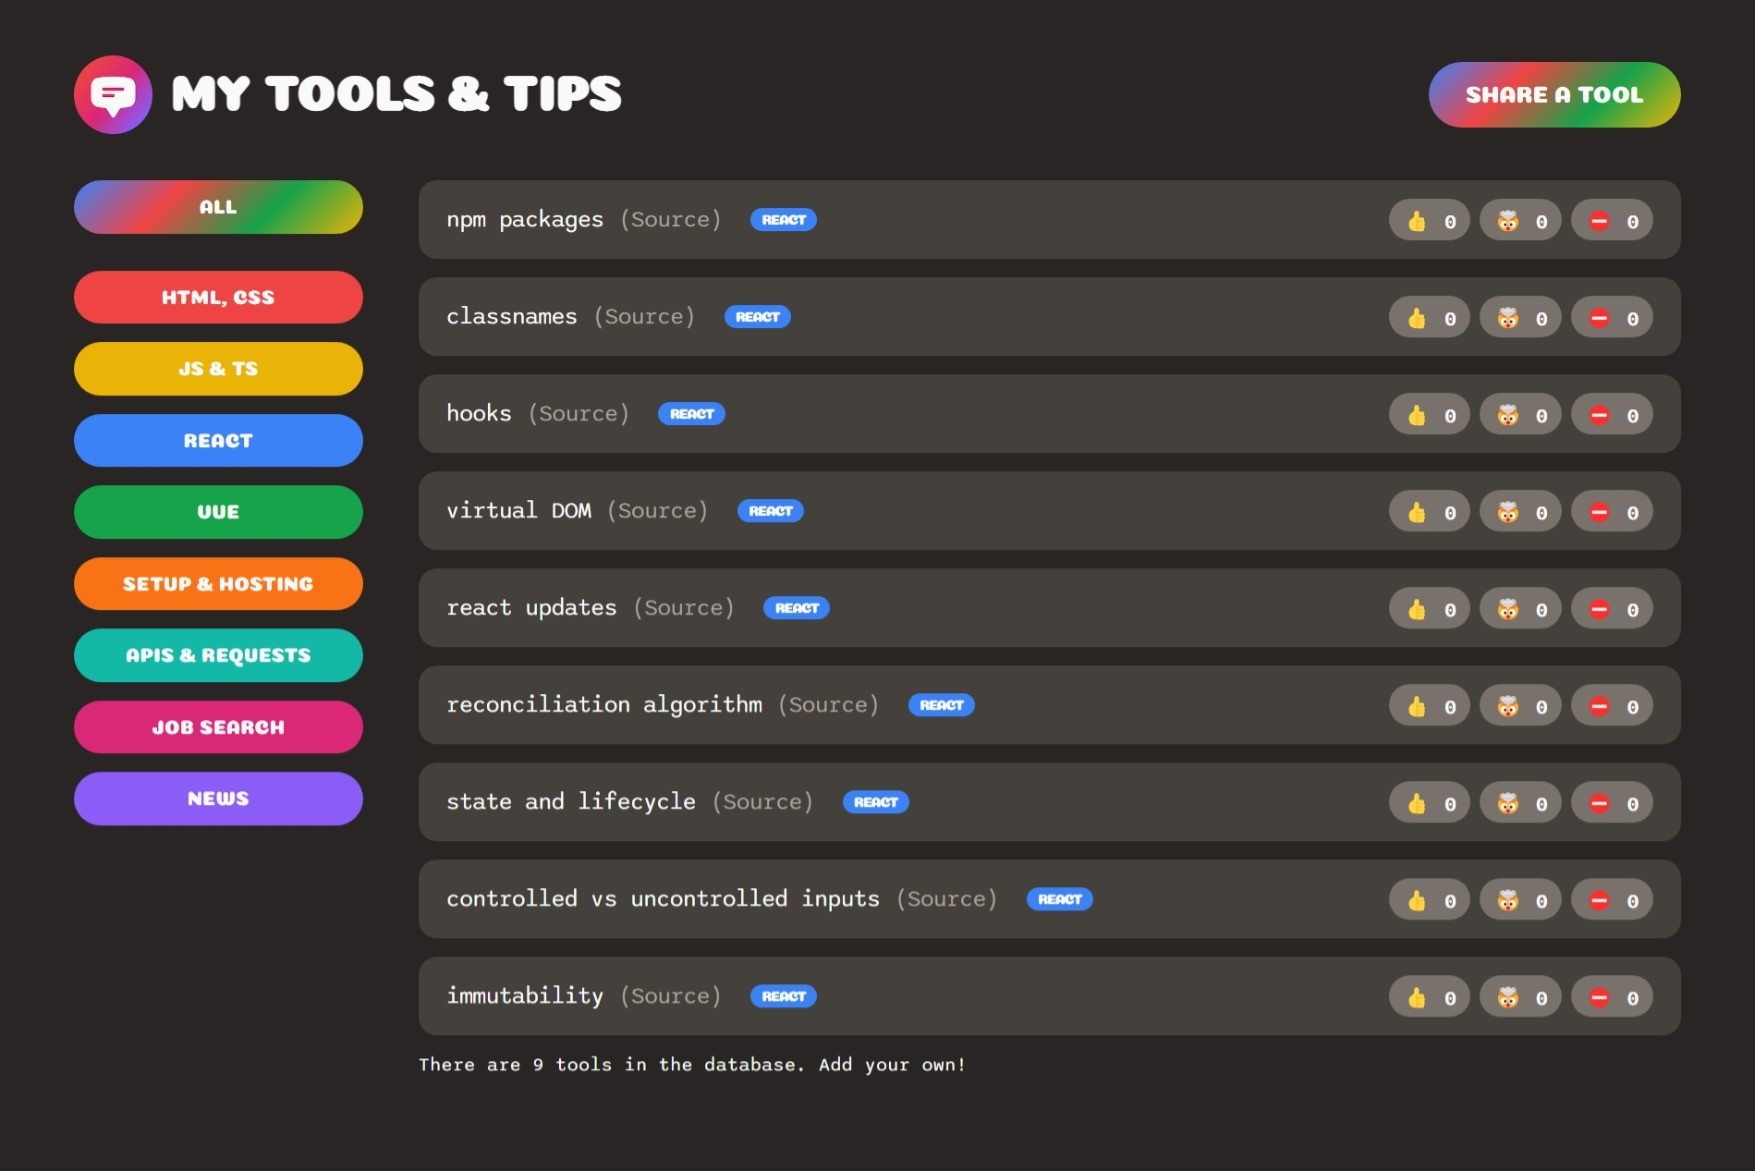 MY TOOLS & TIPS
SHARE A TOOL
ALL
HTML, CSS
JS & TS
REACT
VUE
SETUP & HOSTING
APIS & REQUESTS
JOB SEARCH
NEWS
npm packages (Source) REACT 👍 0 🤯 0 ⛔ 0
classnames (Source) REACT 👍 0 🤯 0 ⛔ 0
hooks (Source) REACT 👍 0 🤯 0 ⛔ 0
virtual DOM (Source) REACT 👍 0 🤯 0 ⛔ 0
react updates (Source) REACT 👍 0 🤯 0 ⛔ 0
reconciliation algorithm (Source) REACT 👍 0 🤯 0 ⛔ 0
state and lifecycle (Source) REACT 👍 0 🤯 0 ⛔ 0
controlled vs uncontrolled inputs (Source) REACT 👍 0 🤯 0 ⛔ 0
immutability (Source) REACT 👍 0 🤯 0 ⛔ 0
There are 9 tools in the database. Add your own!